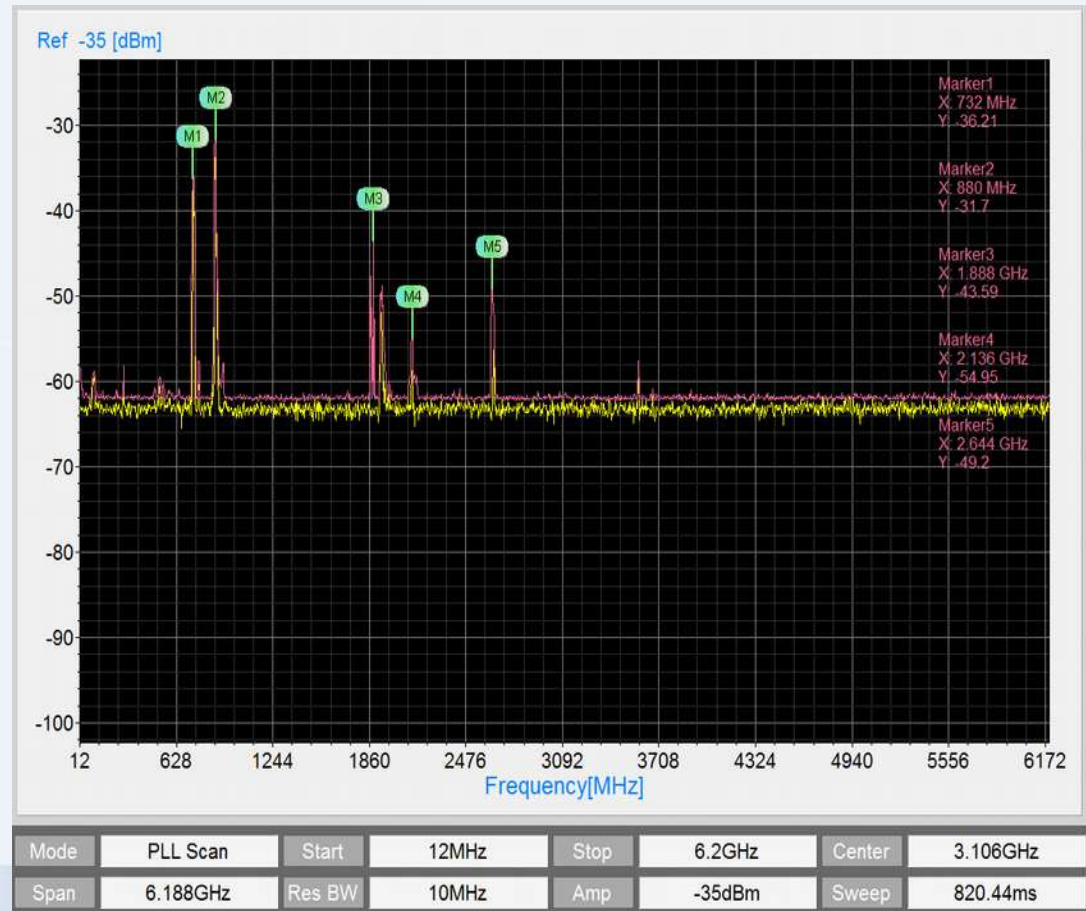 Ref -35 [dBm]
Marker1
X: 732 MHz
Y: -36.21
M2
-30
M1
Marker2
X: 880 MHz
Y: -31.7
M3
-40
M5
Marker3
X: 1.888 GHz
Y: -43.59
M4
-50
Marker4
X: 2.136 GHz
Y: -54.95
-60
Marker5
X: 2.644 GHz
Y: -49.2
-70
-80
-90
-100
12 628 1244 1860 2476 3092 3708 4324 4940 5556 6172
Frequency[MHz]
Mode PLL Scan Start 12MHz Stop 6.2GHz Center 3.106GHz
Span 6.188GHz Res BW 10MHz Amp -35dBm Sweep 820.44ms